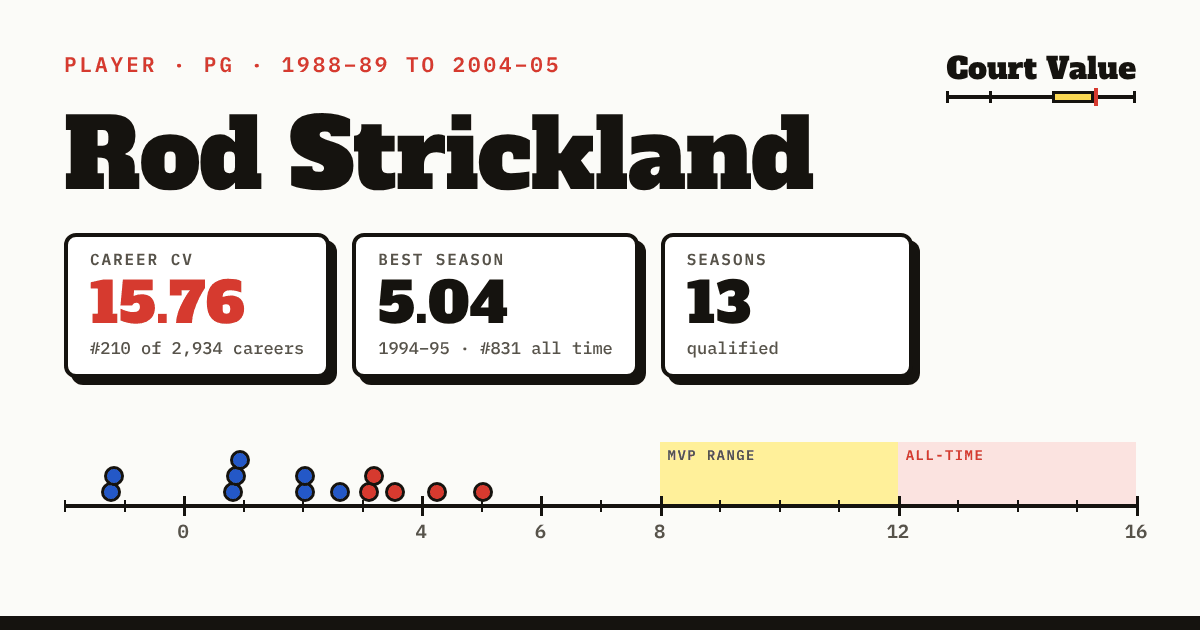 PLAYER · PG · 1988–89 TO 2004–05
Court Value
Rod Strickland
CAREER CV
15.76
#210 of 2,934 careers
BEST SEASON
5.04
1994–95 · #831 all time
SEASONS
13
qualified
MVP RANGE
ALL-TIME
0 4 6 8 12 16